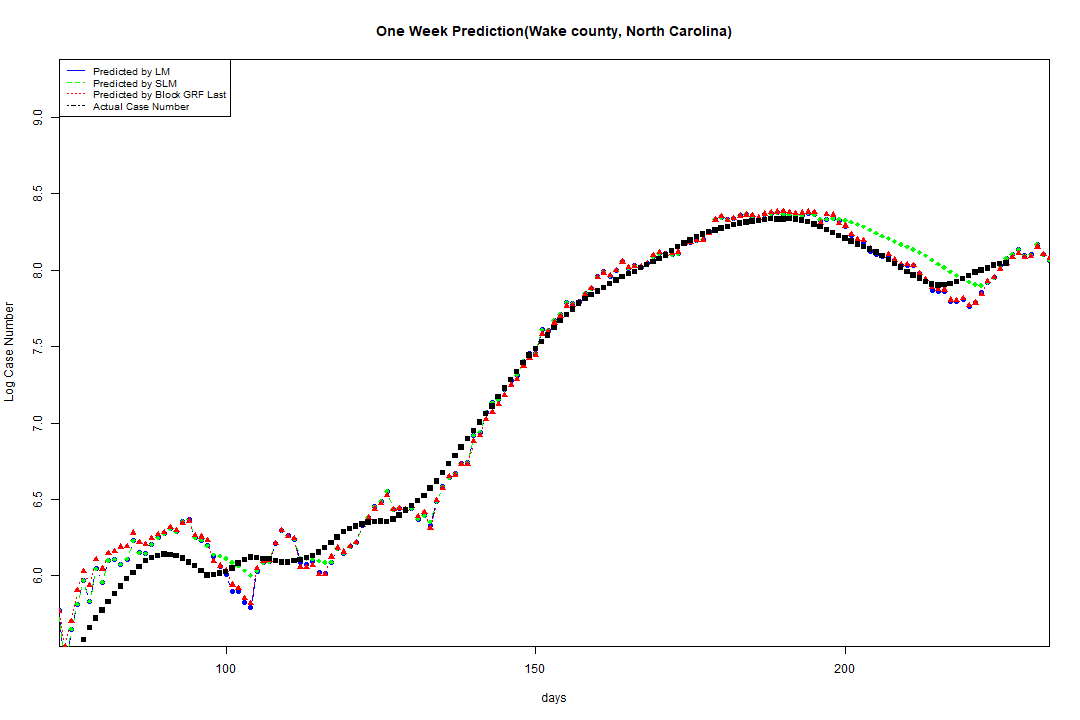 One Week Prediction(Wake county, North Carolina)
Predicted by LM
Predicted by SLM
Predicted by Block GRF Last
Actual Case Number
9.0
8.5
8.0
7.5
7.0
6.5
6.0
Log Case Number
100
150
200
days